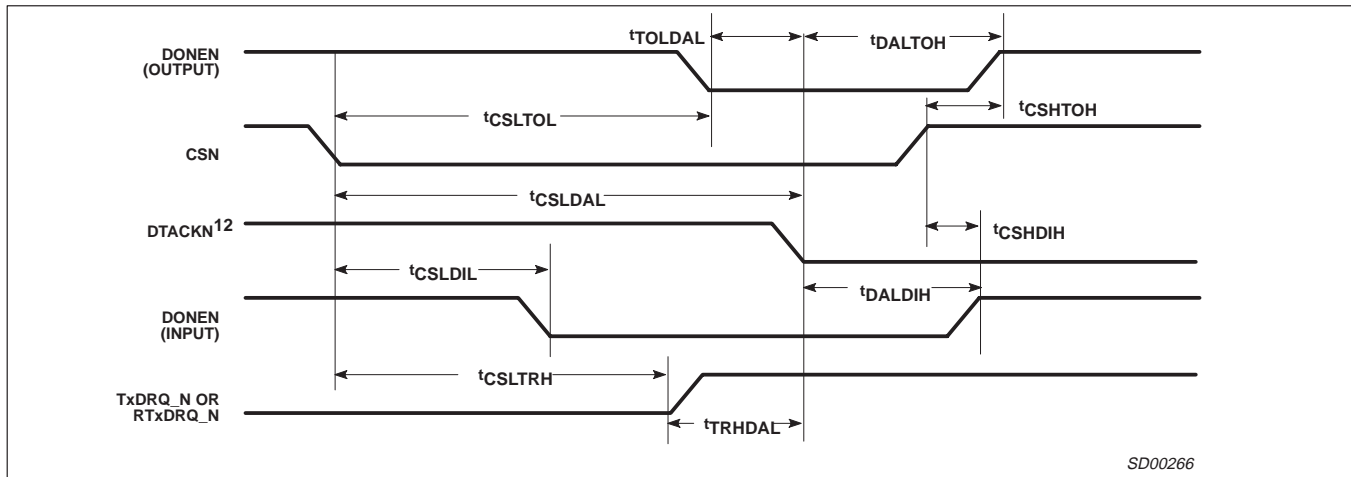 tTOLDAL
tDALTOH
DONEN
(OUTPUT)
tCSLTOL
tCSHTOH
CSN
tCSLDAL
DTACKN12
tCSHDIH
tCSLDIL
tDALDIH
DONEN
(INPUT)
tCSLTRH
TxDRQ_N OR
RTxDRQ_N
tTRHDAL
SD00266